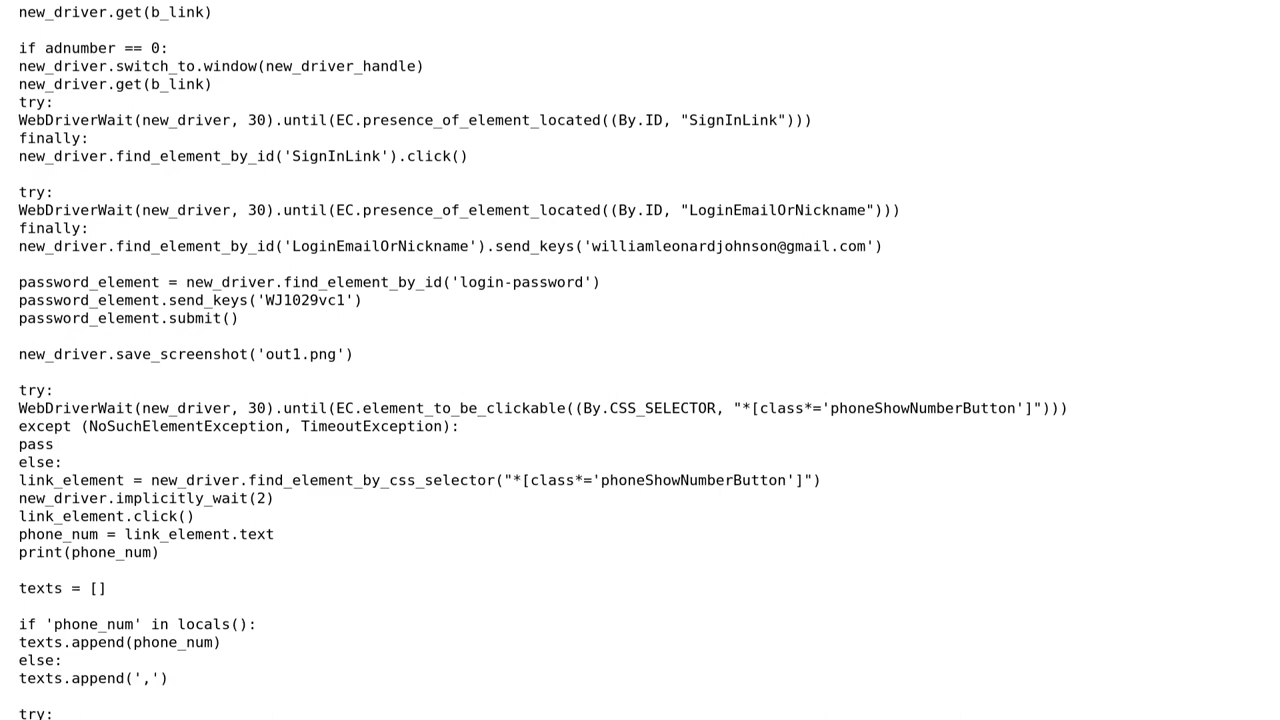 new_driver.get(b_link)
if adnumber == 0:
new_driver.switch_to.window(new_driver_handle)
new_driver.get(b_link)
try:
WebDriverWait(new_driver, 30).until(EC.presence_of_element_located((By.ID, "SignInLink")))
finally:
new_driver.find_element_by_id('SignInLink').click()
try:
WebDriverWait(new_driver, 30).until(EC.presence_of_element_located((By.ID, "LoginEmailOrNickname")))
finally:
new_driver.find_element_by_id('LoginEmailOrNickname').send_keys('williamleonardjohnson@gmail.com')
password_element = new_driver.find_element_by_id('login-password')
password_element.send_keys('WJ1029vc1')
password_element.submit()
new_driver.save_screenshot('out1.png')
try:
WebDriverWait(new_driver, 30).until(EC.element_to_be_clickable((By.CSS_SELECTOR, "*[class*='phoneShowNumberButton']")))
except (NoSuchElementException, TimeoutException):
pass
else:
link_element = new_driver.find_element_by_css_selector("*[class*='phoneShowNumberButton']")
new_driver.implicitly_wait(2)
link_element.click()
phone_num = link_element.text
print(phone_num)
texts = []
if 'phone_num' in locals():
texts.append(phone_num)
else:
texts.append(',')
try: